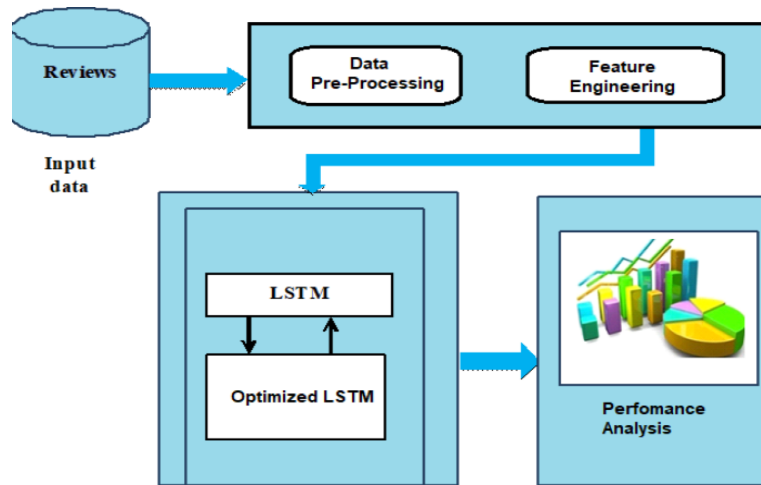 Reviews
Input
data
Data
Pre-Processing
Feature
Engineering
LSTM
Optimized LSTM
Perfomance
Analysis